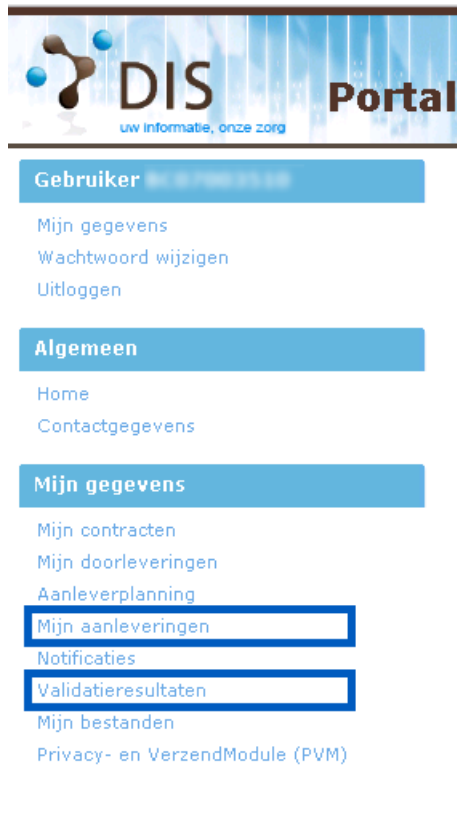 DIS
Portal
uw informatie, onze zorg
Gebruiker
Mijn gegevens
Wachtwoord wijzigen
Uitloggen
Algemeen
Home
Contactgegevens
Mijn gegevens
Mijn contracten
Mijn doorleveringen
Aanleverplanning
Mijn aanleveringen
Notificaties
Validatieresultaten
Mijn bestanden
Privacy- en VerzendModule (PVM)